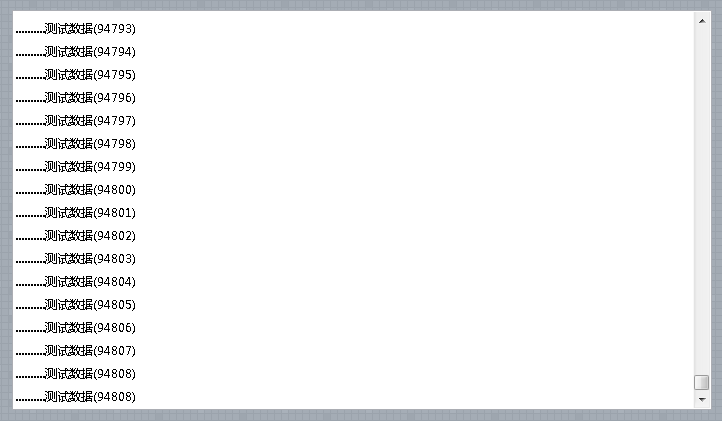 ..........测试数据(94793)
..........测试数据(94794)
..........测试数据(94795)
..........测试数据(94796)
..........测试数据(94797)
..........测试数据(94798)
..........测试数据(94799)
..........测试数据(94800)
..........测试数据(94801)
..........测试数据(94802)
..........测试数据(94803)
..........测试数据(94804)
..........测试数据(94805)
..........测试数据(94806)
..........测试数据(94807)
..........测试数据(94808)
..........测试数据(94808)